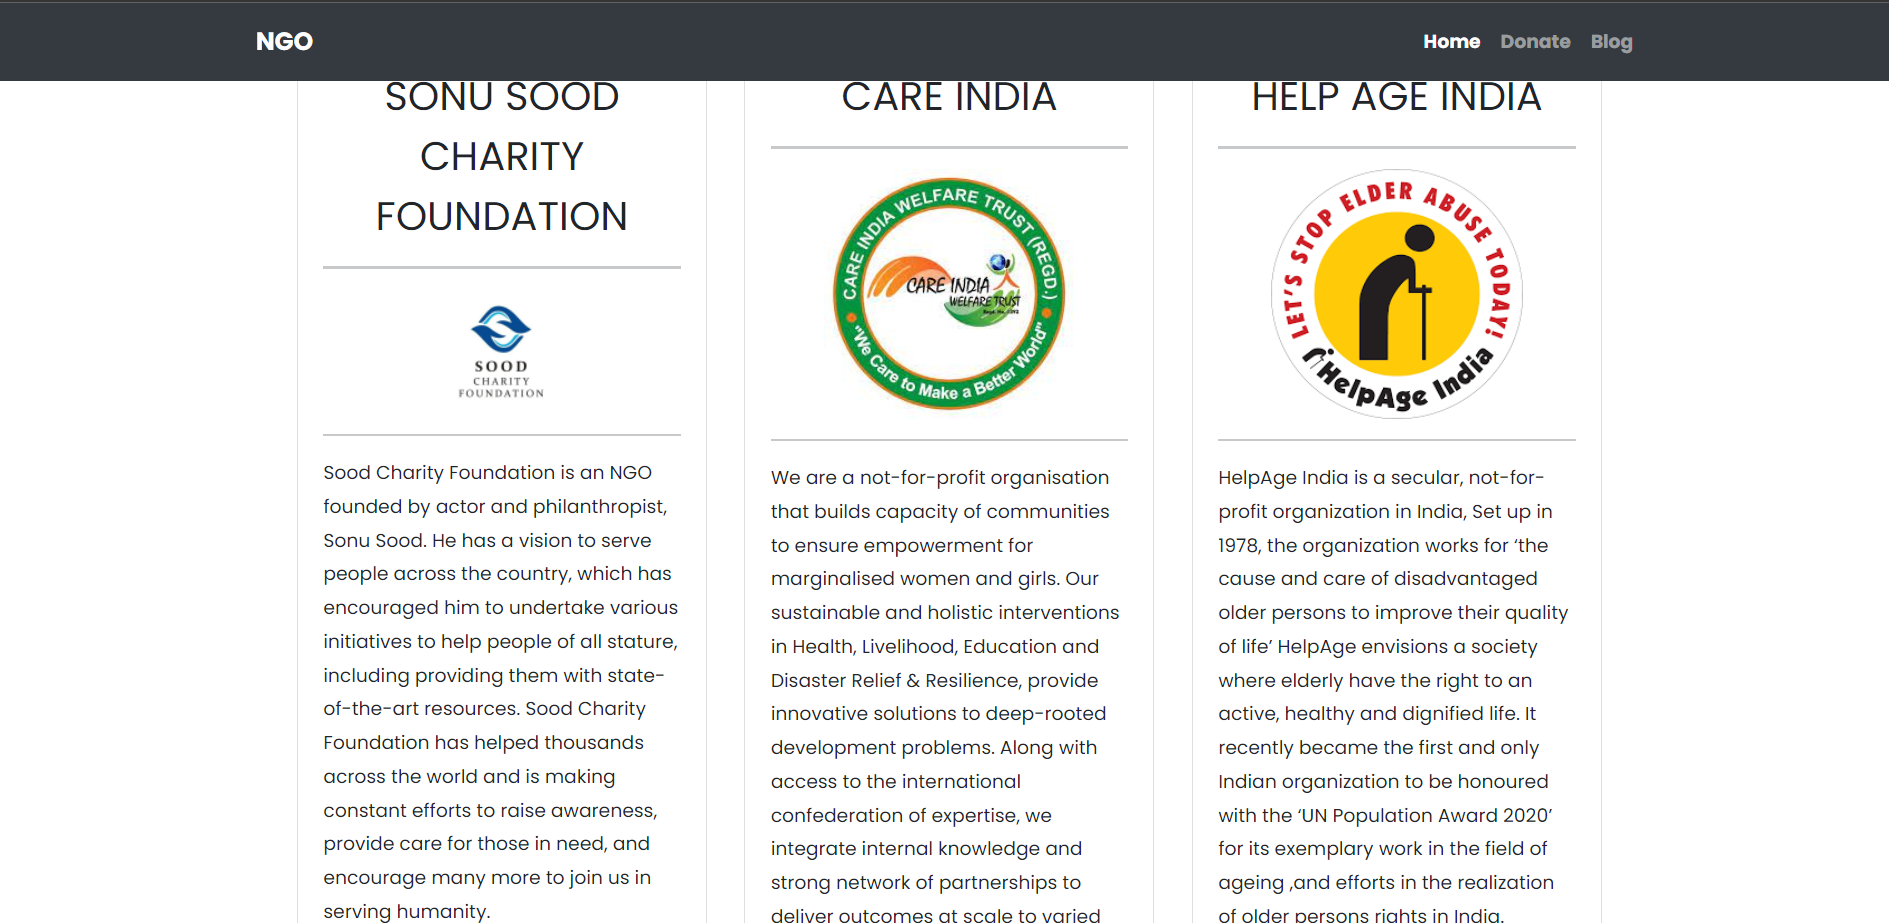 NGO
Home Donate Blog
SONU SOOD
CHARITY
FOUNDATION
SOOD
CHARITY
FOUNDATION
Sood Charity Foundation is an NGO
founded by actor and philanthropist,
Sonu Sood. He has a vision to serve
people across the country, which has
encouraged him to undertake various
initiatives to help people of all stature,
including providing them with state-
of-the-art resources. Sood Charity
Foundation has helped thousands
across the world and is making
constant efforts to raise awareness,
provide care for those in need, and
encourage many more to join us in
serving humanity.
CARE INDIA
CARE INDIA WELFARE TRUST (REGD.)
CARE INDIA
WELFARE TRUST
"We Care to Make a Better World"
We are a not-for-profit organisation
that builds capacity of communities
to ensure empowerment for
marginalised women and girls. Our
sustainable and holistic interventions
in Health, Livelihood, Education and
Disaster Relief & Resilience, provide
innovative solutions to deep-rooted
development problems. Along with
access to the international
confederation of expertise, we
integrate internal knowledge and
strong network of partnerships to
deliver outcomes at scale to varied
HELP AGE INDIA
LET'S STOP ELDER ABUSE TODAY!
HelpAge India
HelpAge India is a secular, not-for-
profit organization in India, Set up in
1978, the organization works for ‘the
cause and care of disadvantaged
older persons to improve their quality
of life’ HelpAge envisions a society
where elderly have the right to an
active, healthy and dignified life. It
recently became the first and only
Indian organization to be honoured
with the ‘UN Population Award 2020’
for its exemplary work in the field of
ageing ,and efforts in the realization
of older persons rights in India.